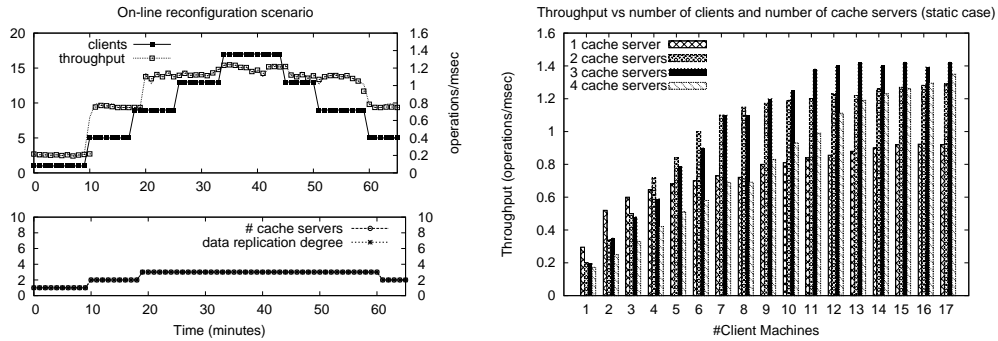 On-line reconfiguration scenario
20
15
10
5
0
clients
throughput
1.6
1.4
1.2
1
0.8
0.6
0.4
0.2
0
operations/msec
0 10 20 30 40 50 60
10
8
6
4
2
0
# cache servers
data replication degree
10
8
6
4
2
0
0 10 20 30 40 50 60
Time (minutes)
Throughput vs number of clients and number of cache servers (static case)
Throughput (operations/msec)
1.6
1.4
1.2
1
0.8
0.6
0.4
0.2
0
1 cache server
2 cache servers
3 cache servers
4 cache servers
1 2 3 4 5 6 7 8 9 10 11 12 13 14 15 16 17
#Client Machines